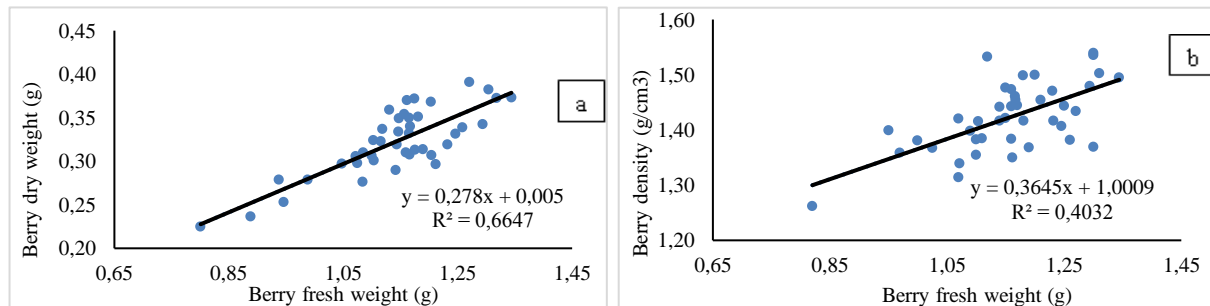 Berry dry weight (g)
0,45
0,40
0,35
0,30
0,25
0,20
a
y = 0,278x + 0,005
R² = 0,6647
0,65 0,85 1,05 1,25 1,45
Berry fresh weight (g)
Berry density (g/cm3)
1,60
1,50
1,40
1,30
1,20
b
y = 0,3645x + 1,0009
R² = 0,4032
0,65 0,85 1,05 1,25 1,45
Berry fresh weight (g)